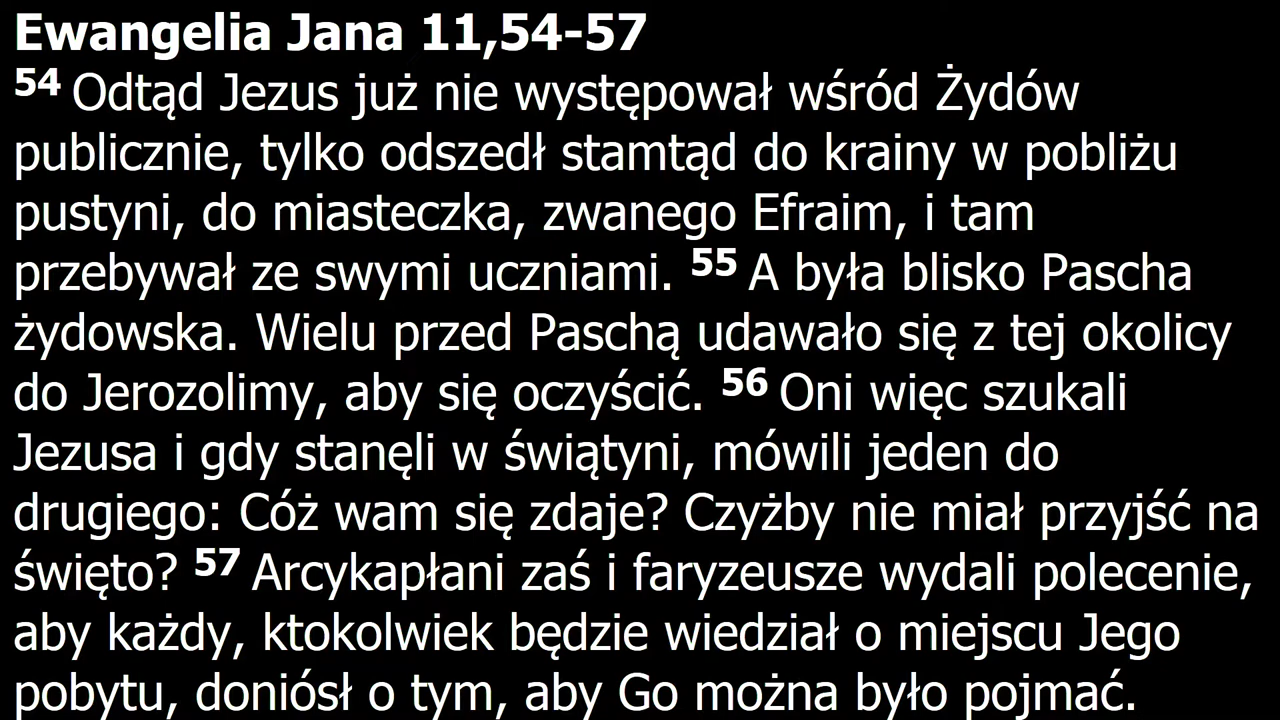 Ewangelia Jana 11,54-57
54 Odtąd Jezus już nie występował wśród Żydów
publicznie, tylko odszedł stamtąd do krainy w pobliżu
pustyni, do miasteczka, zwanego Efraim, i tam
przebywał ze swymi uczniami. 55 A była blisko Pascha
żydowska. Wielu przed Paschą udawało się z tej okolicy
do Jerozolimy, aby się oczyścić. 56 Oni więc szukali
Jezusa i gdy stanęli w świątyni, mówili jeden do
drugiego: Cóż wam się zdaje? Czyżby nie miał przyjść na
święto? 57 Arcykapłani zaś i faryzeusze wydali polecenie,
aby każdy, ktokolwiek będzie wiedział o miejscu Jego
pobytu, doniósł o tym, aby Go można było pojmać.